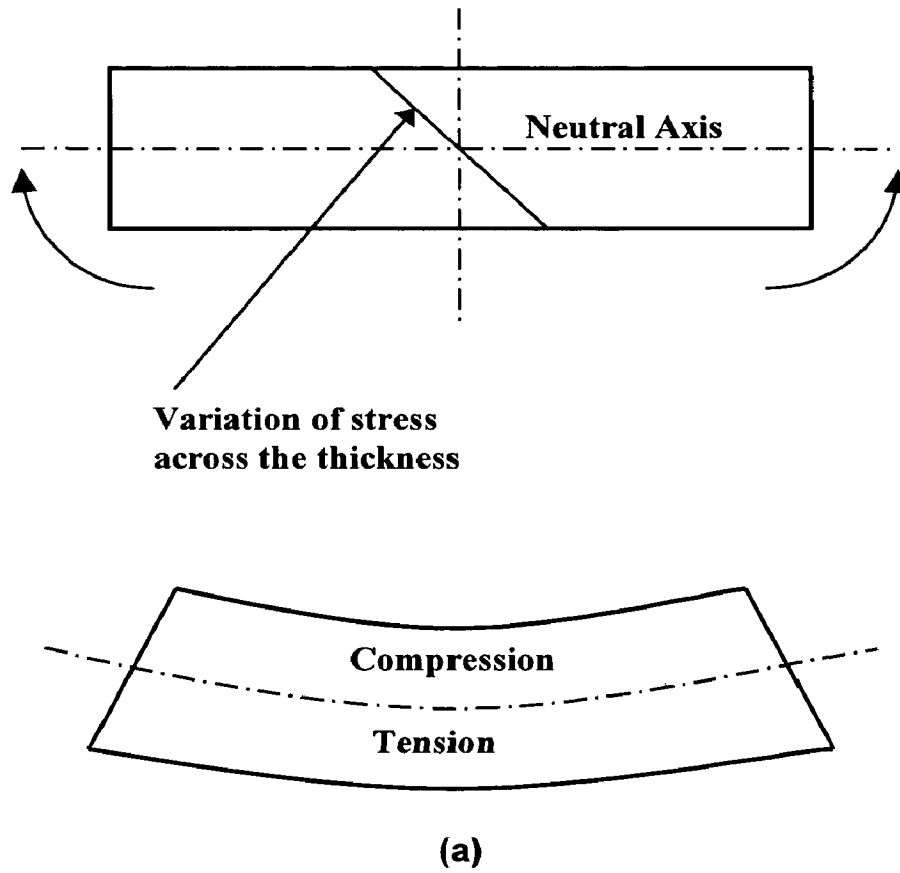 Neutral Axis
Variation of stress
across the thickness
Compression
Tension
(a)